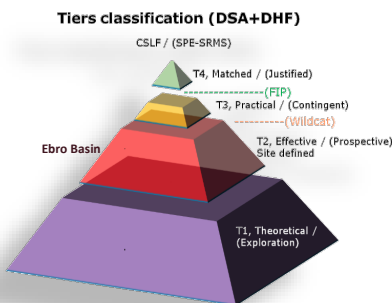 Tiers classification (DSA+DHF)
CSLF / (SPE-SRMS)
T4, Matched / (Justified)
(FIP)
T3, Practical / (Contingent)
(Wildcat)
T2, Effective / (Prospective)
Site defined
Ebro Basin
T1, Theoretical /
(Exploration)